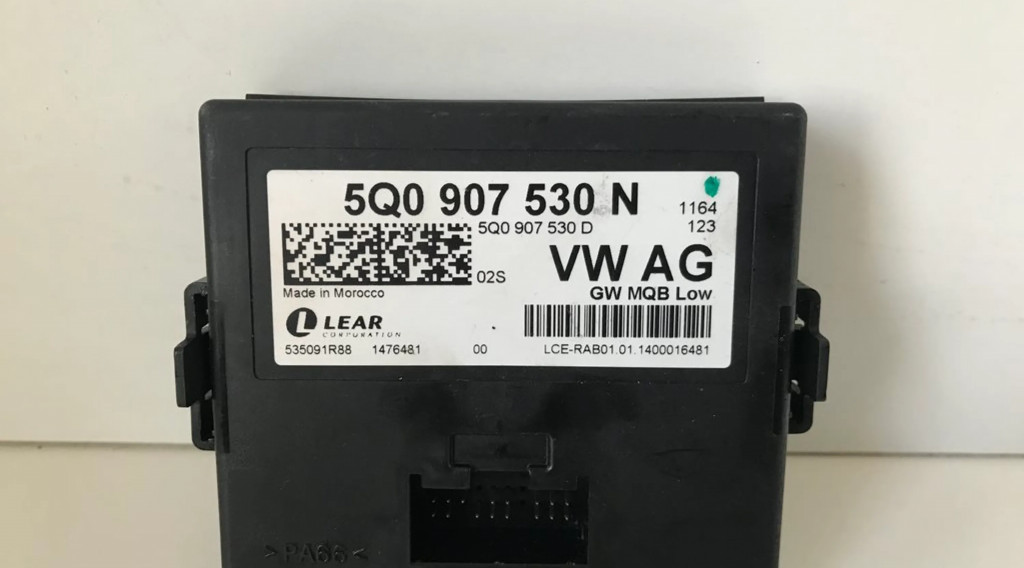 5Q0 907 530 N
1164
5Q0 907 530 D
123
02S
VW AG
Made in Morocco
GW MQB Low
LEAR
CORPORATION
535091R88 1476481 00 LCE-RAB01.01.1400016481
>PA66<